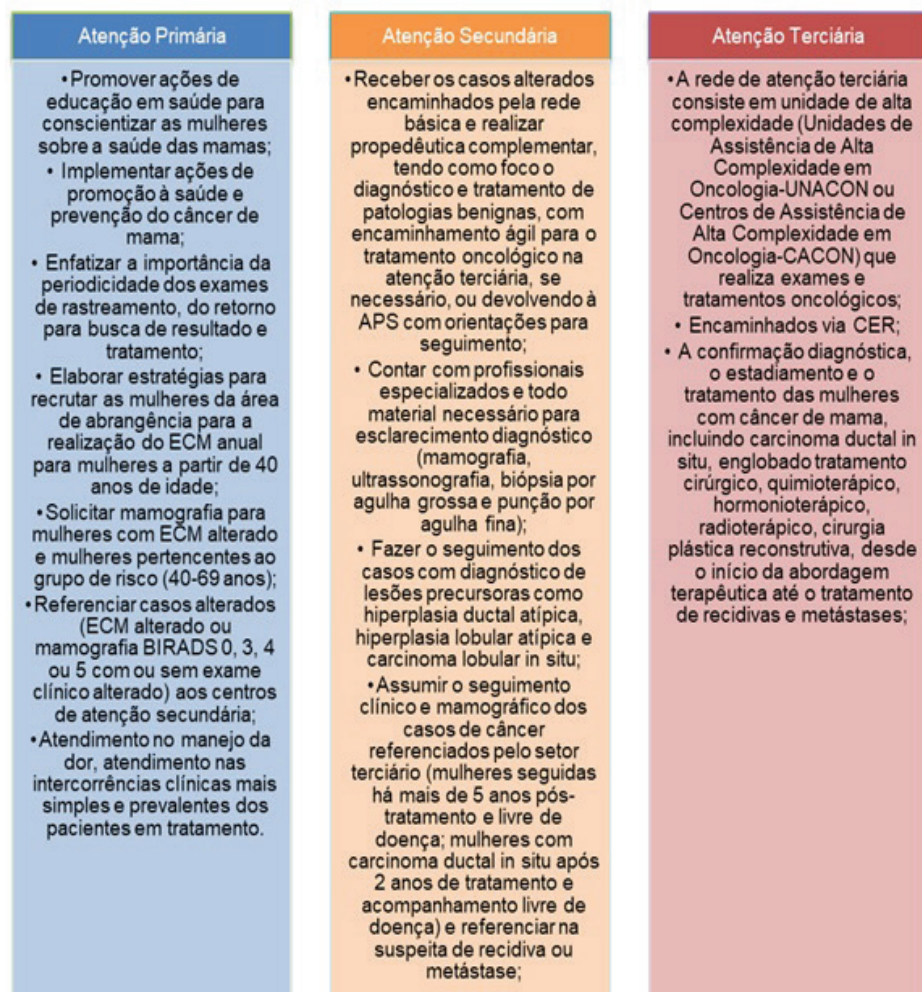 Atenção Primária
•Promover ações de
educação em saúde para
conscientizar as mulheres
sobre a saúde das mamas;
• Implementar ações de
promoção à saúde e
prevenção do câncer de
mama;
• Enfatizar a importância da
periodicidade dos exames
de rastreamento, do retorno
para busca de resultado e
tratamento;
• Elaborar estratégias para
recrutar as mulheres da área
de abrangência para a
realização do ECM anual
para mulheres a partir de 40
anos de idade;
•Solicitar mamografia para
mulheres com ECM alterado
e mulheres pertencentes ao
grupo de risco (40-69 anos);
•Referenciar casos alterados
(ECM alterado ou
mamografia BIRADS 0, 3, 4
ou 5 com ou sem exame
clínico alterado) aos centros
de atenção secundária;
•Atendimento no manejo da
dor, atendimento nas
intercorrências clínicas mais
simples e prevalentes dos
pacientes em tratamento.
Atenção Secundária
• Receber os casos alterados
encaminhados pela rede
básica e realizar
propedêutica complementar,
tendo como foco o
diagnóstico e tratamento de
patologias benignas, com
encaminhamento ágil para o
tratamento oncológico na
atenção terciária, se
necessário, ou devolvendo à
APS com orientações para
seguimento;
• Contar com profissionais
especializados e todo
material necessário para
esclarecimento diagnóstico
(mamografia,
ultrassonografia, biópsia por
agulha grossa e punção por
agulha fina);
• Fazer o seguimento dos
casos com diagnóstico de
lesões precursoras como
hiperplasia ductal atípica,
hiperplasia lobular atípica e
carcinoma lobular in situ;
•Assumir o seguimento
clínico e mamográfico dos
casos de câncer
referenciados pelo setor
terciário (mulheres seguidas
há mais de 5 anos pós-
tratamento e livre de
doença; mulheres com
carcinoma ductal in situ após
2 anos de tratamento e
acompanhamento livre de
doença) e referenciar na
suspeita de recidiva ou
metástase;
Atenção Terciária
• A rede de atenção terciária
consiste em unidade de alta
complexidade (Unidades de
Assistência de Alta
Complexidade em
Oncologia-UNACON ou
Centros de Assistência de
Alta Complexidade em
Oncologia-CACON) que
realiza exames e
tratamentos oncológicos;
• Encaminhados via CER;
• A confirmação diagnóstica,
o estadiamento e o
tratamento das mulheres
com câncer de mama,
incluindo carcinoma ductal in
situ, englobado tratamento
cirúrgico, quimioterápico,
hormonioterápico,
radioterápico, cirurgia
plástica reconstrutiva, desde
o início da abordagem
terapêutica até o tratamento
de recidivas e metástases;